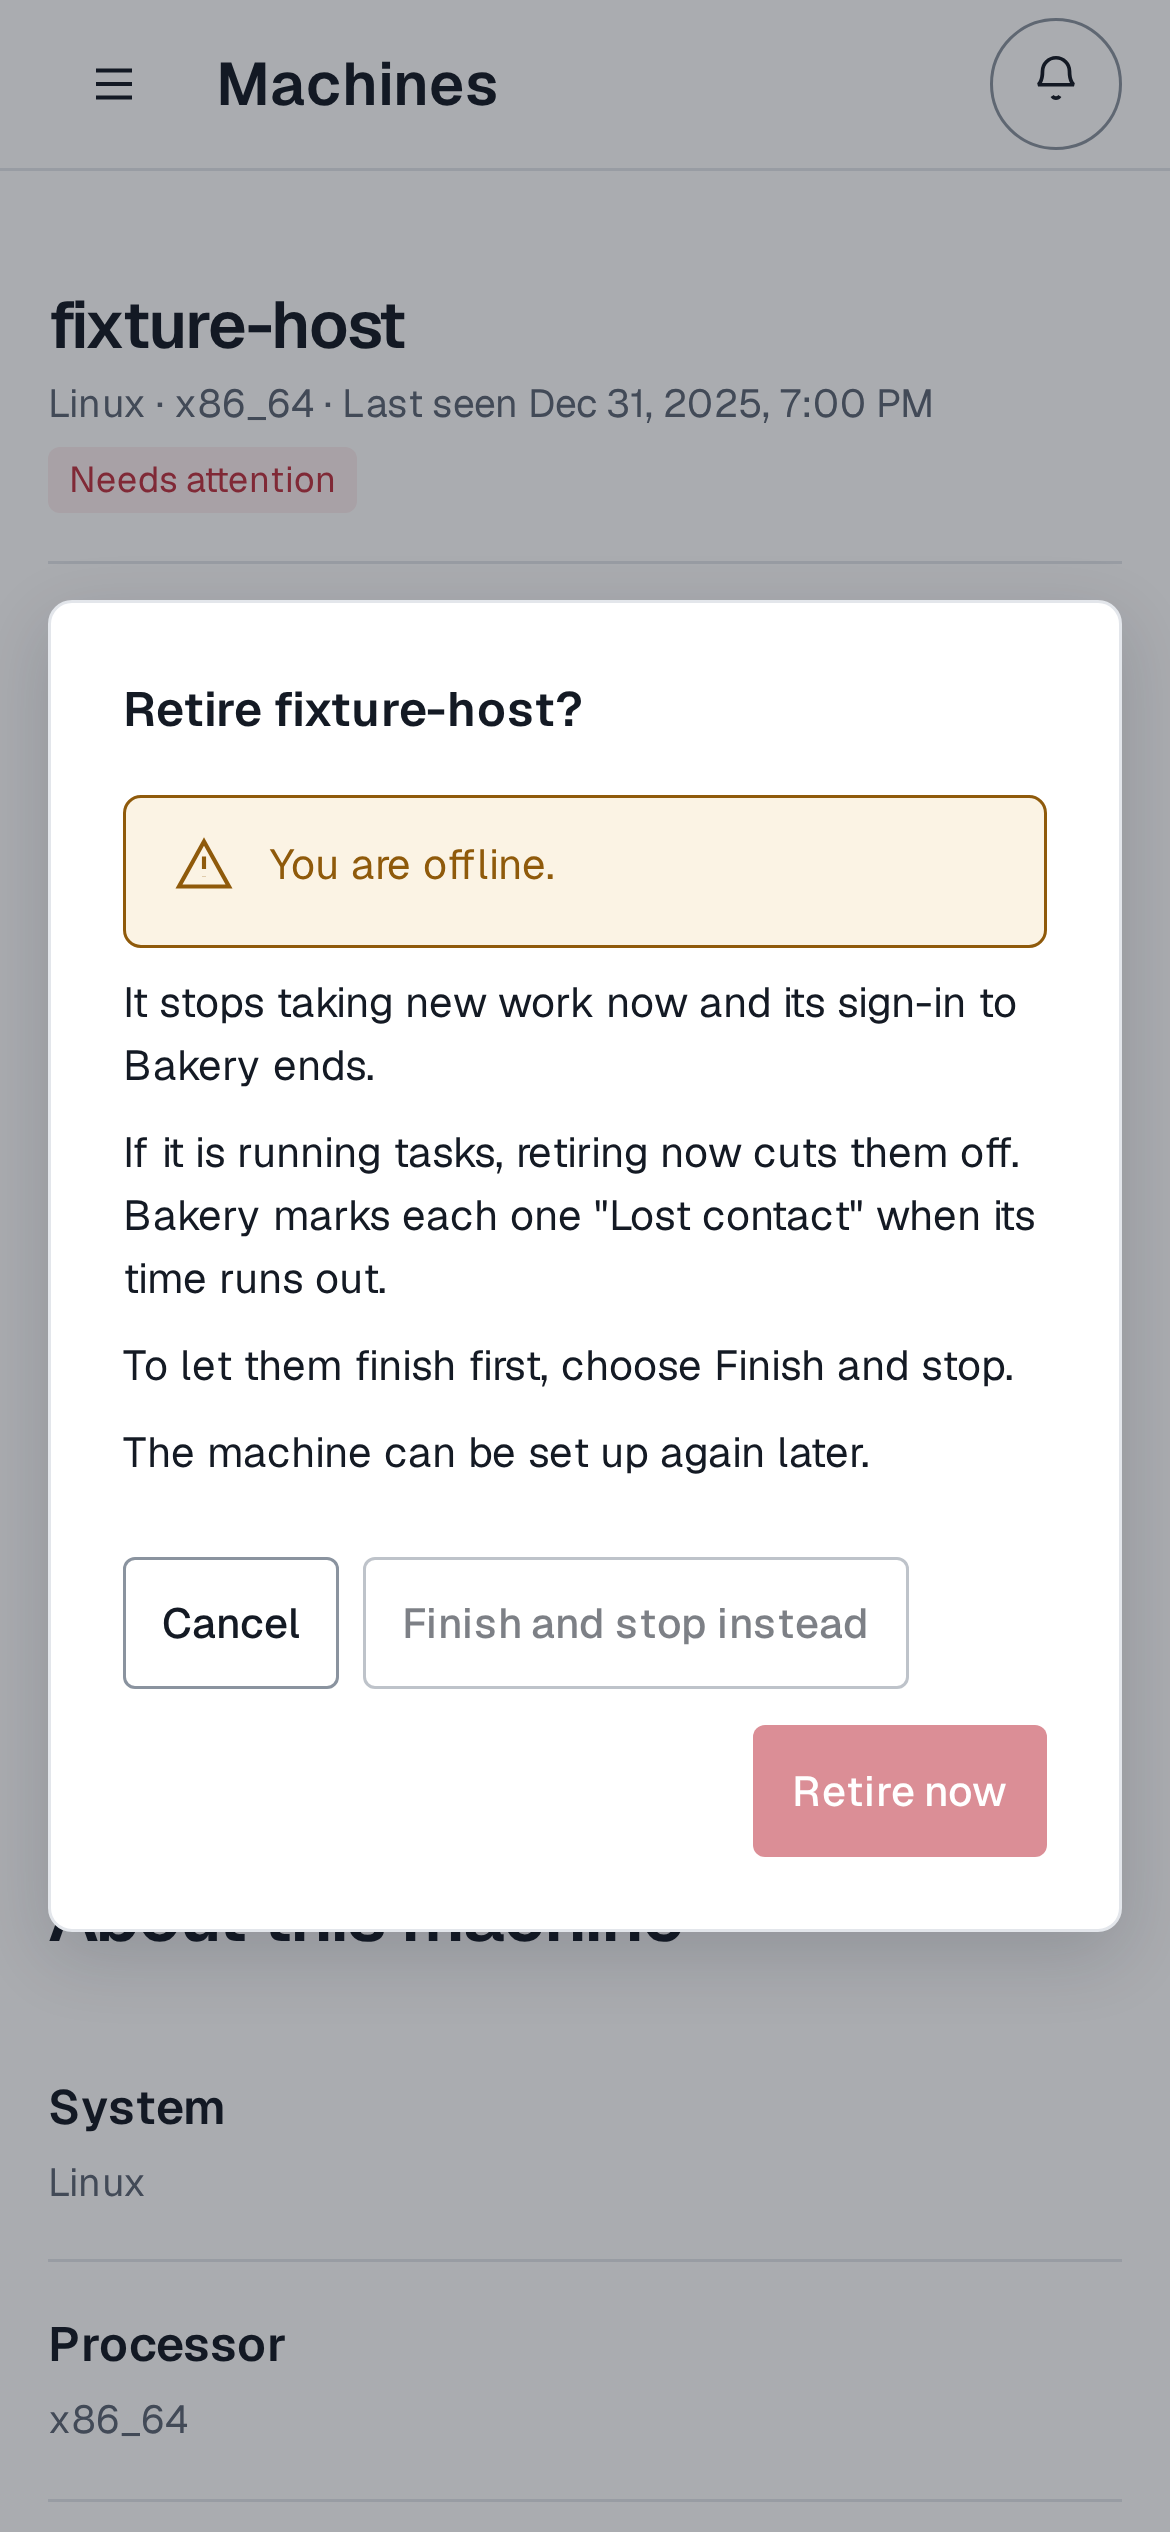 Machines
fixture-host
Linux · x86_64 · Last seen Dec 31, 2025, 7:00 PM
Needs attention
Retire fixture-host?
You are offline.
It stops taking new work now and its sign-in to
Bakery ends.
If it is running tasks, retiring now cuts them off.
Bakery marks each one "Lost contact" when its
time runs out.
To let them finish first, choose Finish and stop.
The machine can be set up again later.
Cancel
Finish and stop instead
Retire now
About this machine
System
Linux
Processor
x86_64